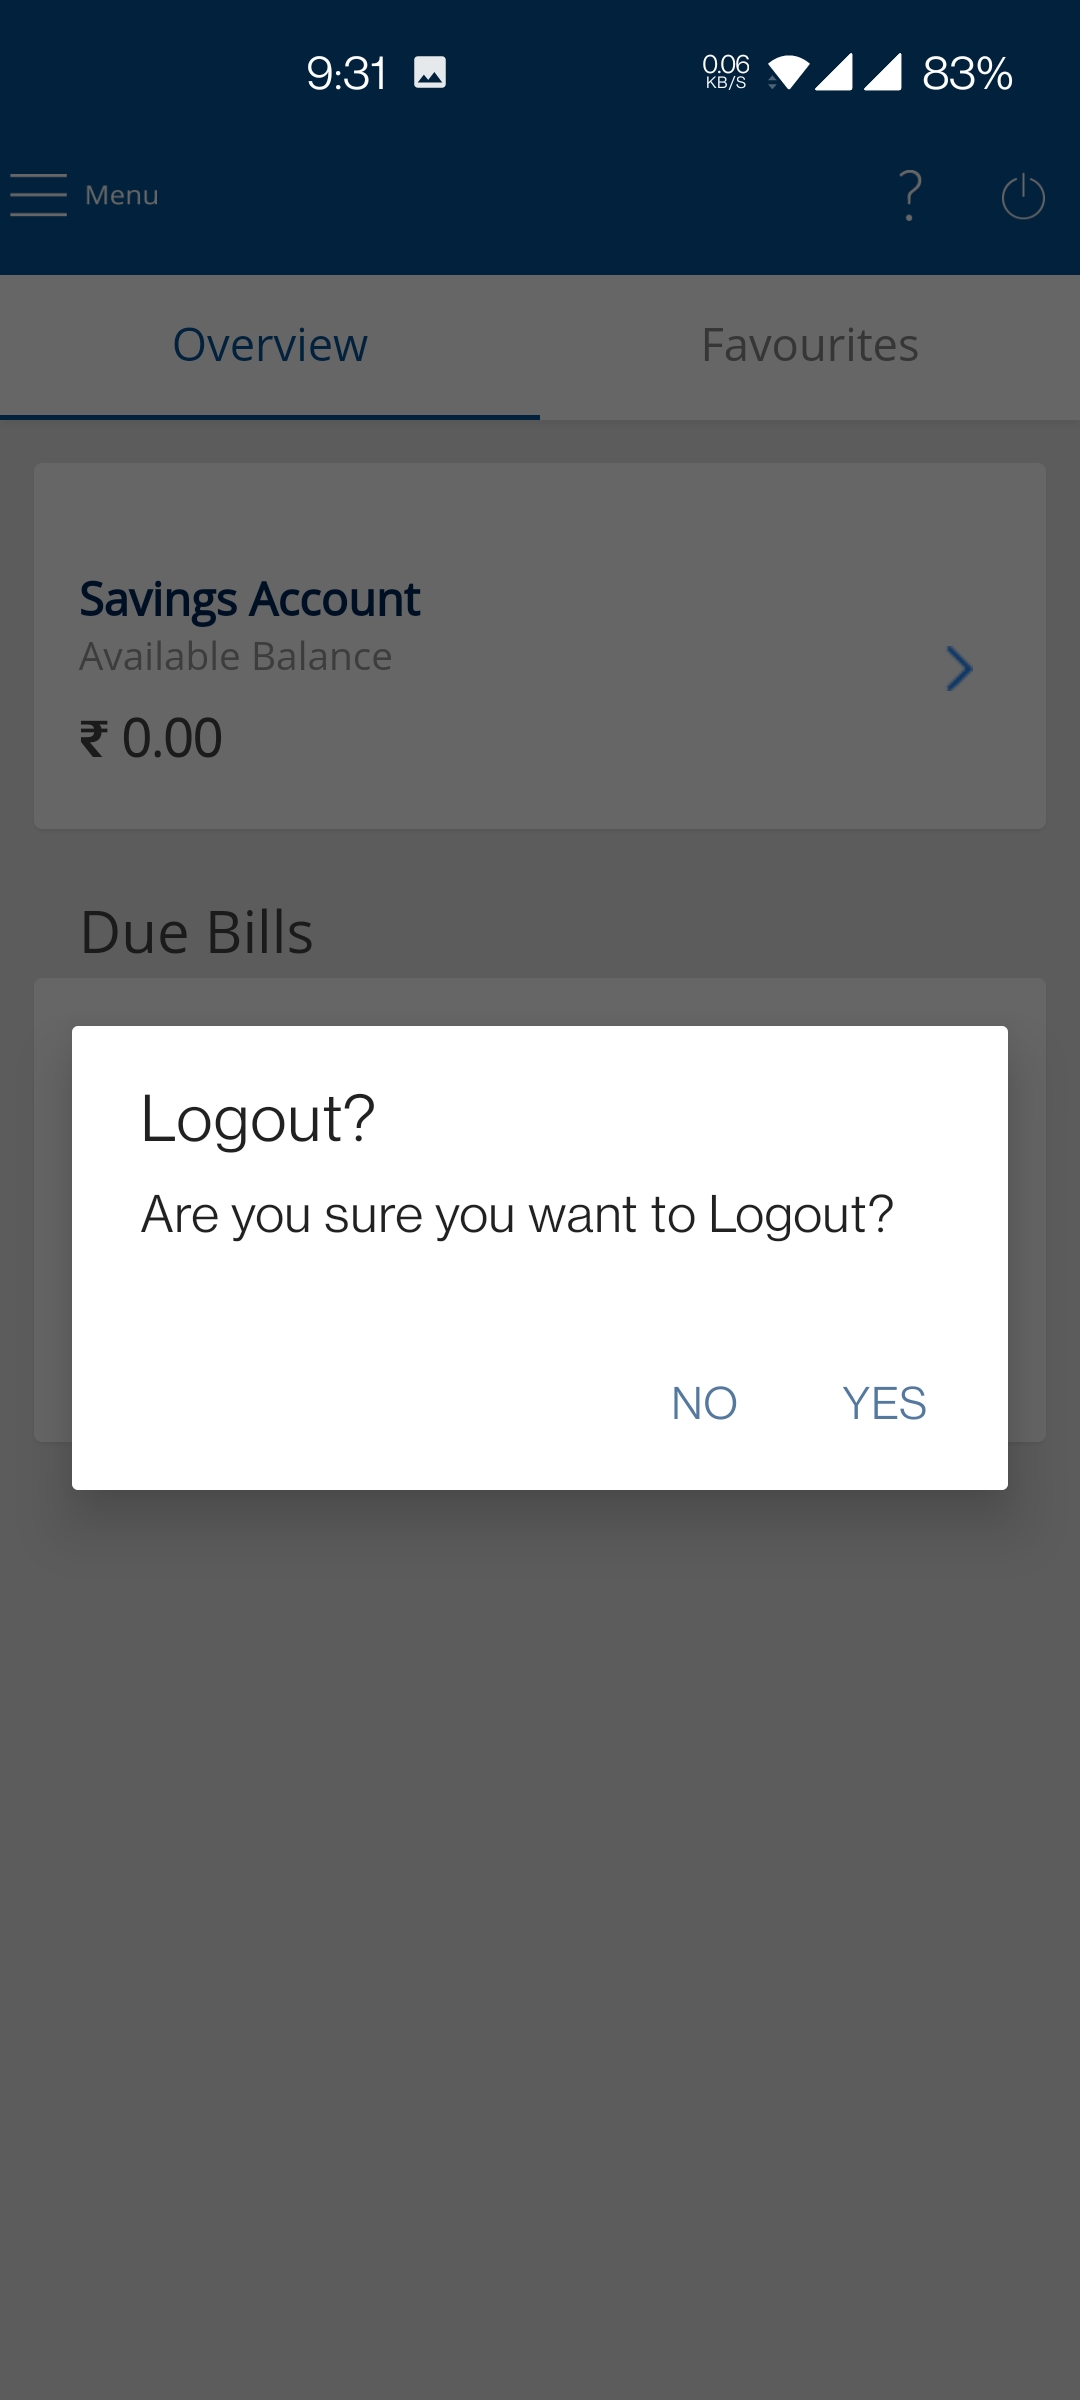 9:31
0.06
KB/S
83%
Menu
?
Overview
Favourites
Savings Account
Available Balance
₹ 0.00
Due Bills
Logout?
Are you sure you want to Logout?
NO
YES